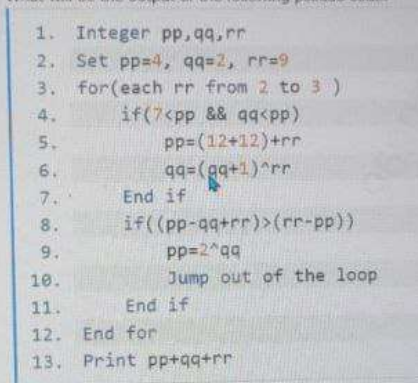 1. Integer pp,qq,rr
2. Set pp=4, qq=2, rr=9
3. for(each rr from 2 to 3 )
4. if(7<pp && qq<pp)
5. pp=(12+12)+rr
6. qq=(qq+1)^rr
7. End if
8. if((pp-qq+rr)>(rr-pp))
9. pp=2^qq
10. Jump out of the loop
11. End if
12. End for
13. Print pp+qq+rr